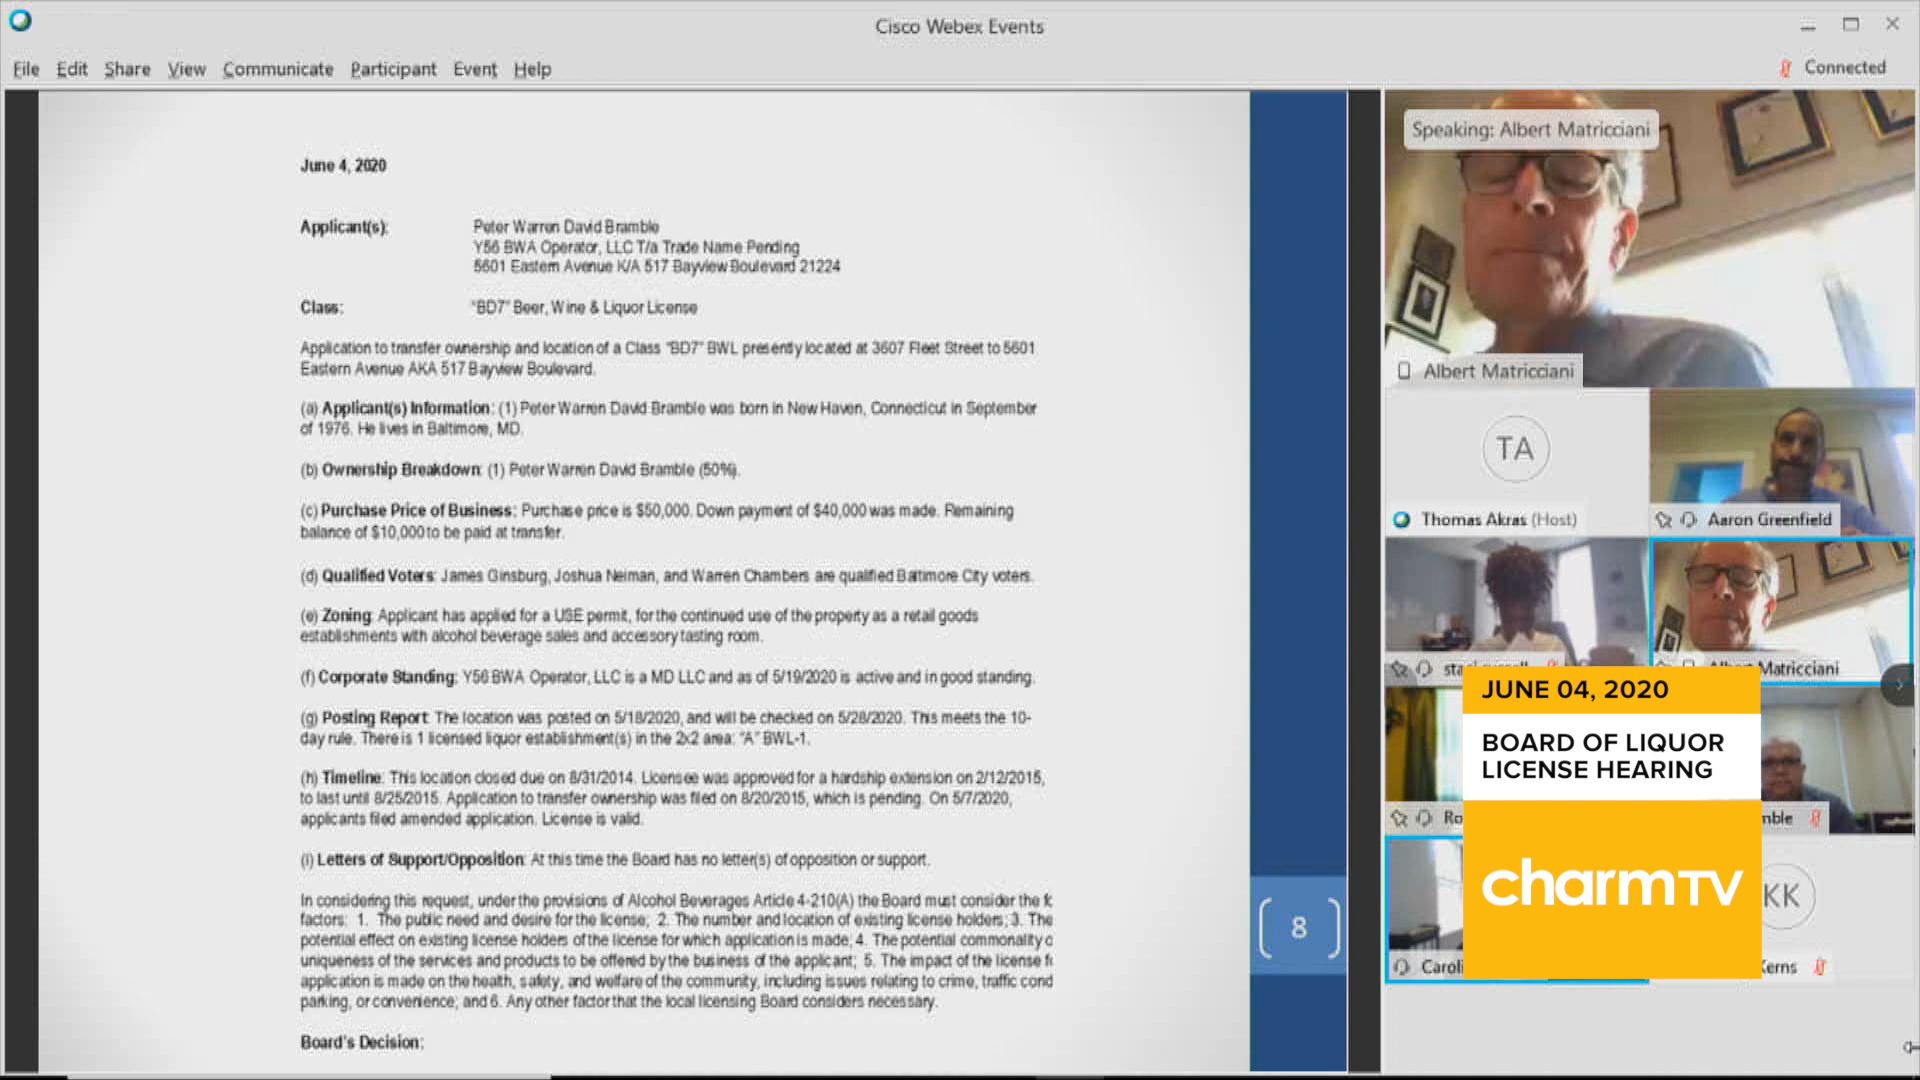 Cisco Webex Events
File Edit Share View Communicate Participant Event Help
Connected
June 4, 2020
Applicant(s): Peter Warren David Bramble
Y56 BWA Operator, LLC T/a Trade Name Pending
5601 Eastern Avenue K/A 517 Bayview Boulevard 21224
Class: "BD7" Beer, Wine & Liquor License
Application to transfer ownership and location of a Class "BD7" BWL presently located at 3607 Fleet Street to 5601
Eastern Avenue AKA 517 Bayview Boulevard.
(a) Applicant(s) Information: (1) Peter Warren David Bramble was born in New Haven, Connecticut in September
of 1976. He lives in Baltimore, MD.
(b) Ownership Breakdown: (1) Peter Warren David Bramble (50%).
(c) Purchase Price of Business: Purchase price is $50,000. Down payment of $40,000 was made. Remaining
balance of $10,000 to be paid at transfer.
(d) Qualified Voters: James Ginsburg, Joshua Neiman, and Warren Chambers are qualified Baltimore City voters.
(e) Zoning: Applicant has applied for a USE permit, for the continued use of the property as a retail goods
establishments with alcohol beverage sales and accessory tasting room.
(f) Corporate Standing: Y56 BWA Operator, LLC is a MD LLC and as of 5/19/2020 is active and in good standing.
(g) Posting Report: The location was posted on 5/18/2020, and will be checked on 5/28/2020. This meets the 10-
day rule. There is 1 licensed liquor establishment(s) in the 2x2 area: "A" BWL-1.
(h) Timeline: This location closed due on 8/31/2014. Licensee was approved for a hardship extension on 2/12/2015,
to last until 8/25/2015. Application to transfer ownership was filed on 8/20/2015, which is pending. On 5/7/2020,
applicants filed amended application. License is valid.
(i) Letters of Support/Opposition: At this time the Board has no letter(s) of opposition or support.
In considering this request, under the provisions of Alcohol Beverages Article 4-210(A) the Board must consider the
factors: 1. The public need and desire for the license; 2. The number and location of existing license holders; 3. The
potential effect on existing license holders of the license for which application is made; 4. The potential commonality
uniqueness of the services and products to be offered by the business of the applicant; 5. The impact of the license
application is made on the health, safety, and welfare of the community, including issues relating to crime, traffic cond
parking, or convenience; and 6. Any other factor that the local licensing Board considers necessary.
Board's Decision:
8
Speaking: Albert Matricciani
Albert Matricciani
TA
Thomas Akras (Host)
Aaron Greenfield
Albert Matricciani
Ro
mble
Caroli
KK
Kerns
JUNE 04, 2020
BOARD OF LIQUOR
LICENSE HEARING
charmTV